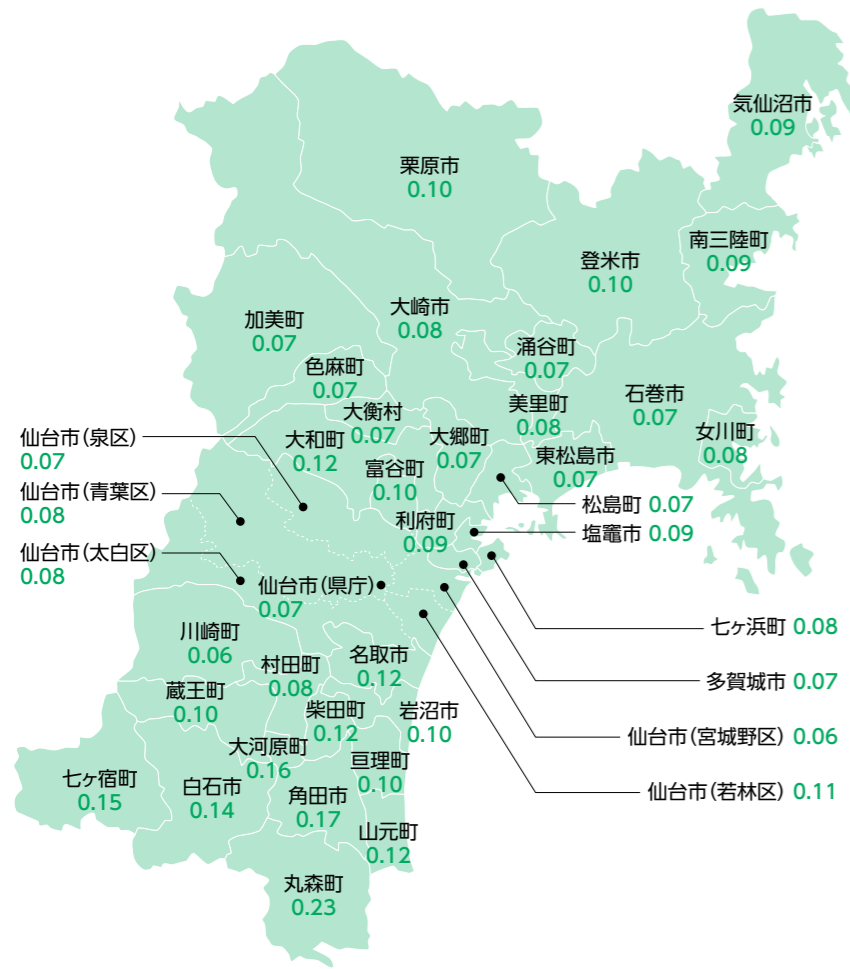 気仙沼市
0.09
栗原市
0.10
南三陸町
0.09
登米市
0.10
大崎市
0.08
加美町
0.07
涌谷町
0.07
色麻町
0.07
石巻市
0.07
美里町
0.08
大衡村
0.07
女川町
0.08
大郷町
0.07
大和町
0.12
東松島市
0.07
富谷町
0.10
仙台市(泉区)
0.07
仙台市(青葉区)
0.08
仙台市(太白区)
0.08
松島町 0.07
塩竈市 0.09
利府町
0.09
仙台市(県庁)
0.07
七ヶ浜町 0.08
多賀城市 0.07
仙台市(宮城野区) 0.06
仙台市(若林区) 0.11
川崎町
0.06
村田町
0.08
名取市
0.12
蔵王町
0.10
柴田町
0.12
岩沼市
0.10
大河原町
0.16
亘理町
0.10
七ヶ宿町
0.15
白石市
0.14
角田市
0.17
山元町
0.12
丸森町
0.23